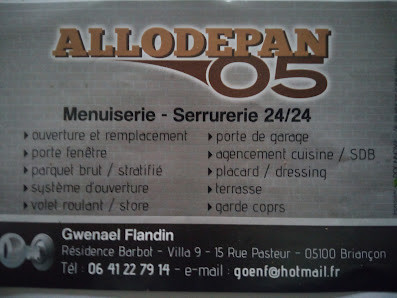 ALLODEPAN
05
Menuiserie - Serrurerie 24/24
ouverture et remplacement
porte fenêtre
parquet brut / stratifié
système d'ouverture
volet roulant / store
porte de garage
agencement cuisine / SDB
placard / dressing
terrasse
garde coprs
Gwenael Flandin
Résidence Barbot - Villa 9 - 15 Rue Pasteur - 05100 Briançon
Tél : 06 41 22 79 14 - e-mail : goenf@hotmail.fr